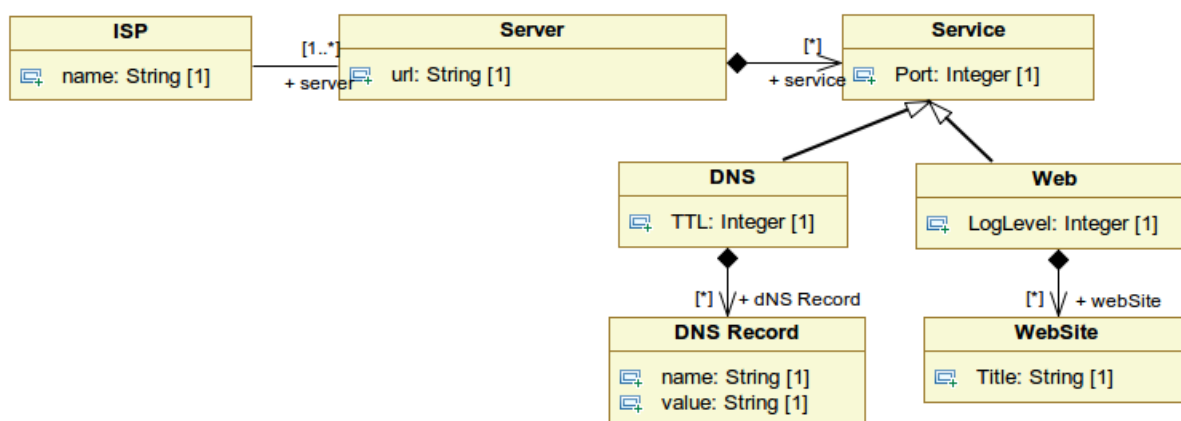 ISP
name: String [1]
[1..*]
+ server
Server
url: String [1]
[*]
+ service
Service
Port: Integer [1]
DNS
TTL: Integer [1]
Web
LogLevel: Integer [1]
[*]
+ dNS Record
[*]
+ webSite
DNS Record
name: String [1]
value: String [1]
WebSite
Title: String [1]